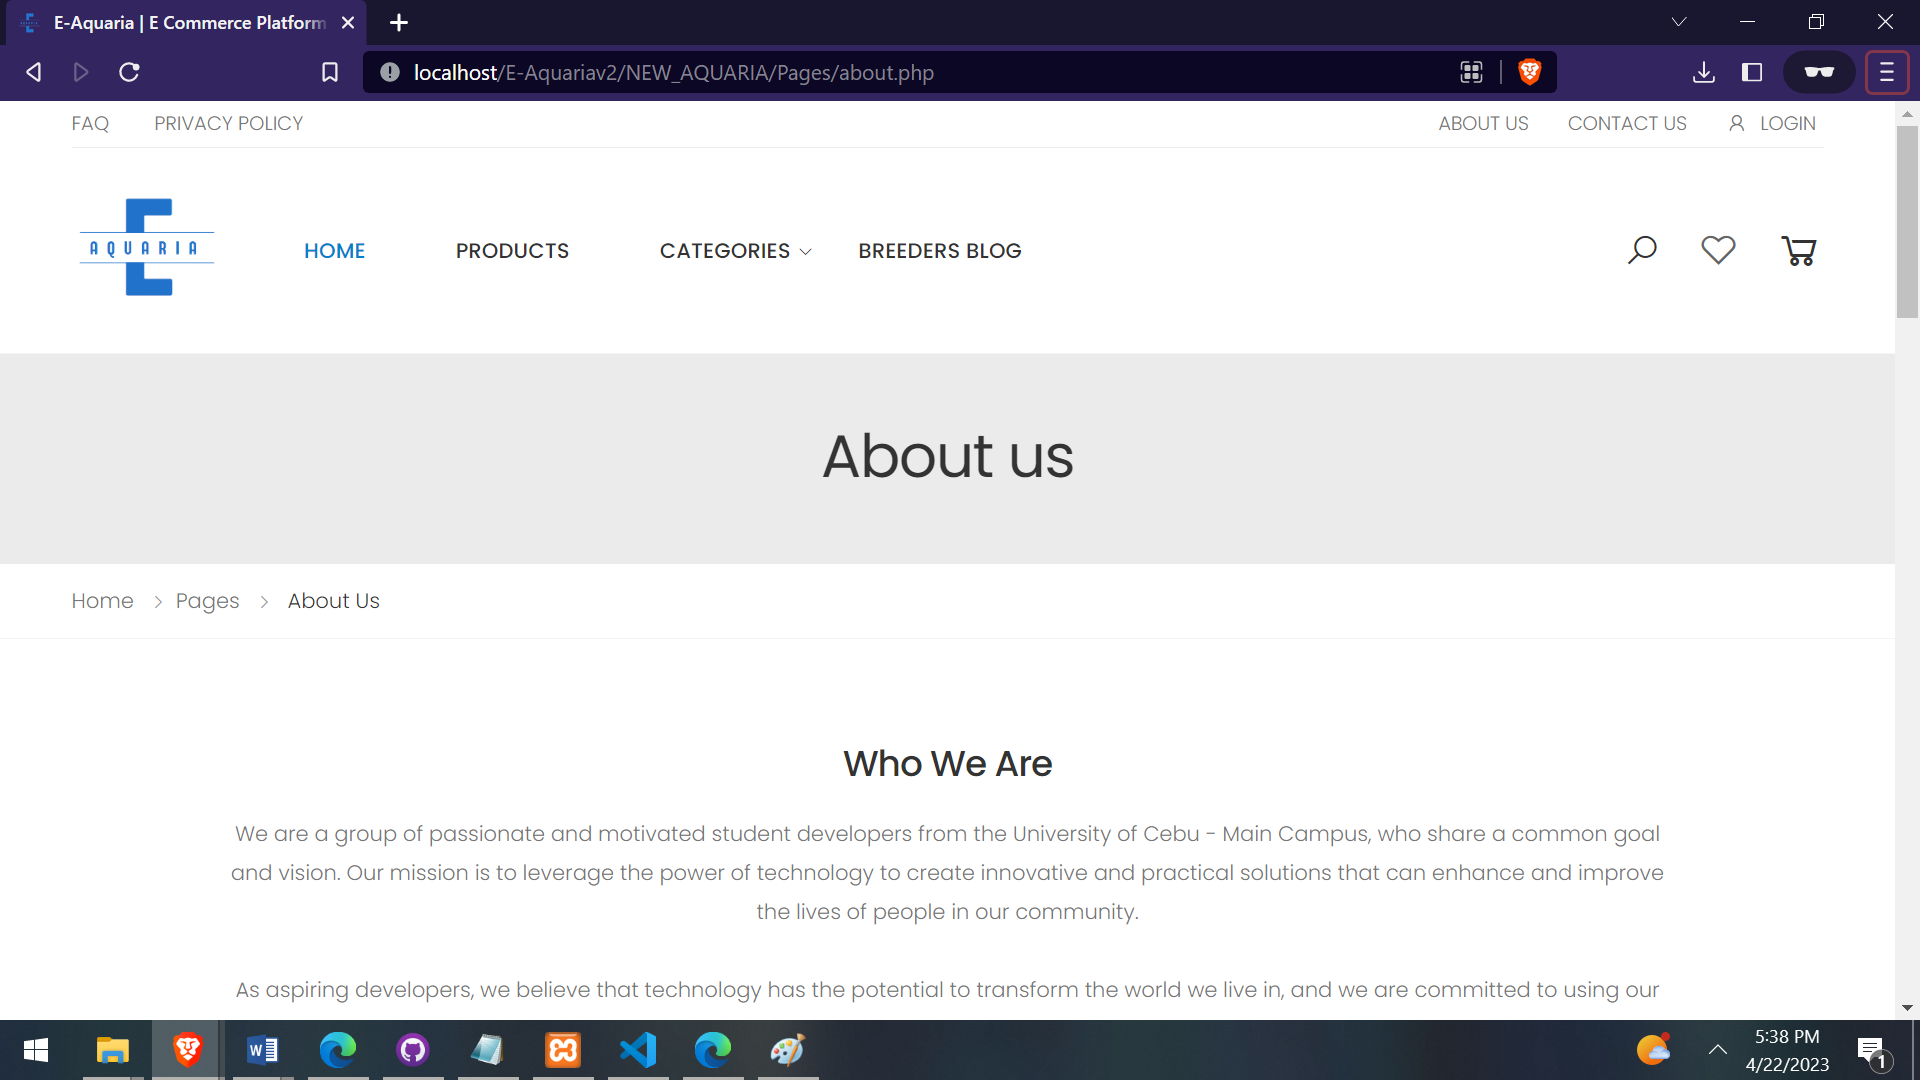 E-Aquaria | E Commerce Platform
localhost/E-Aquariav2/NEW_AQUARIA/Pages/about.php
FAQ PRIVACY POLICY ABOUT US CONTACT US LOGIN
E
AQUARIA
HOME PRODUCTS CATEGORIES BREEDERS BLOG
About us
Home > Pages > About Us
Who We Are
We are a group of passionate and motivated student developers from the University of Cebu - Main Campus, who share a common goal
and vision. Our mission is to leverage the power of technology to create innovative and practical solutions that can enhance and improve
the lives of people in our community.
As aspiring developers, we believe that technology has the potential to transform the world we live in, and we are committed to using our
5:38 PM
4/22/2023
1